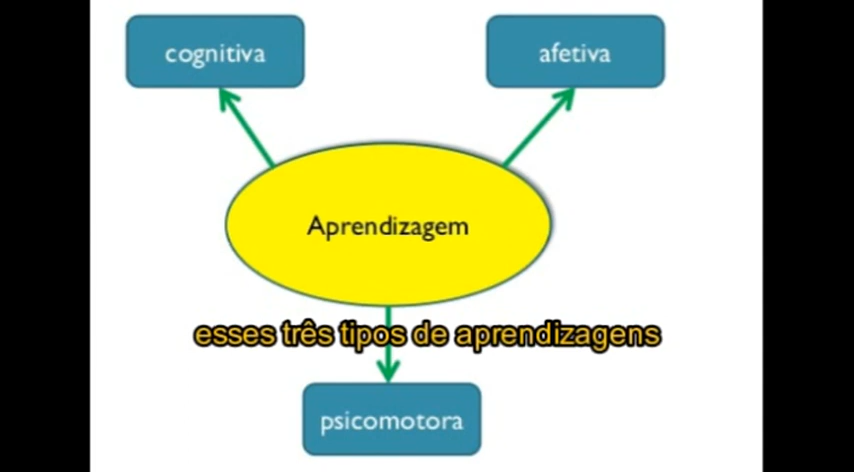 cognitiva
afetiva
Aprendizagem
esses três tipos de aprendizagens
psicomotora